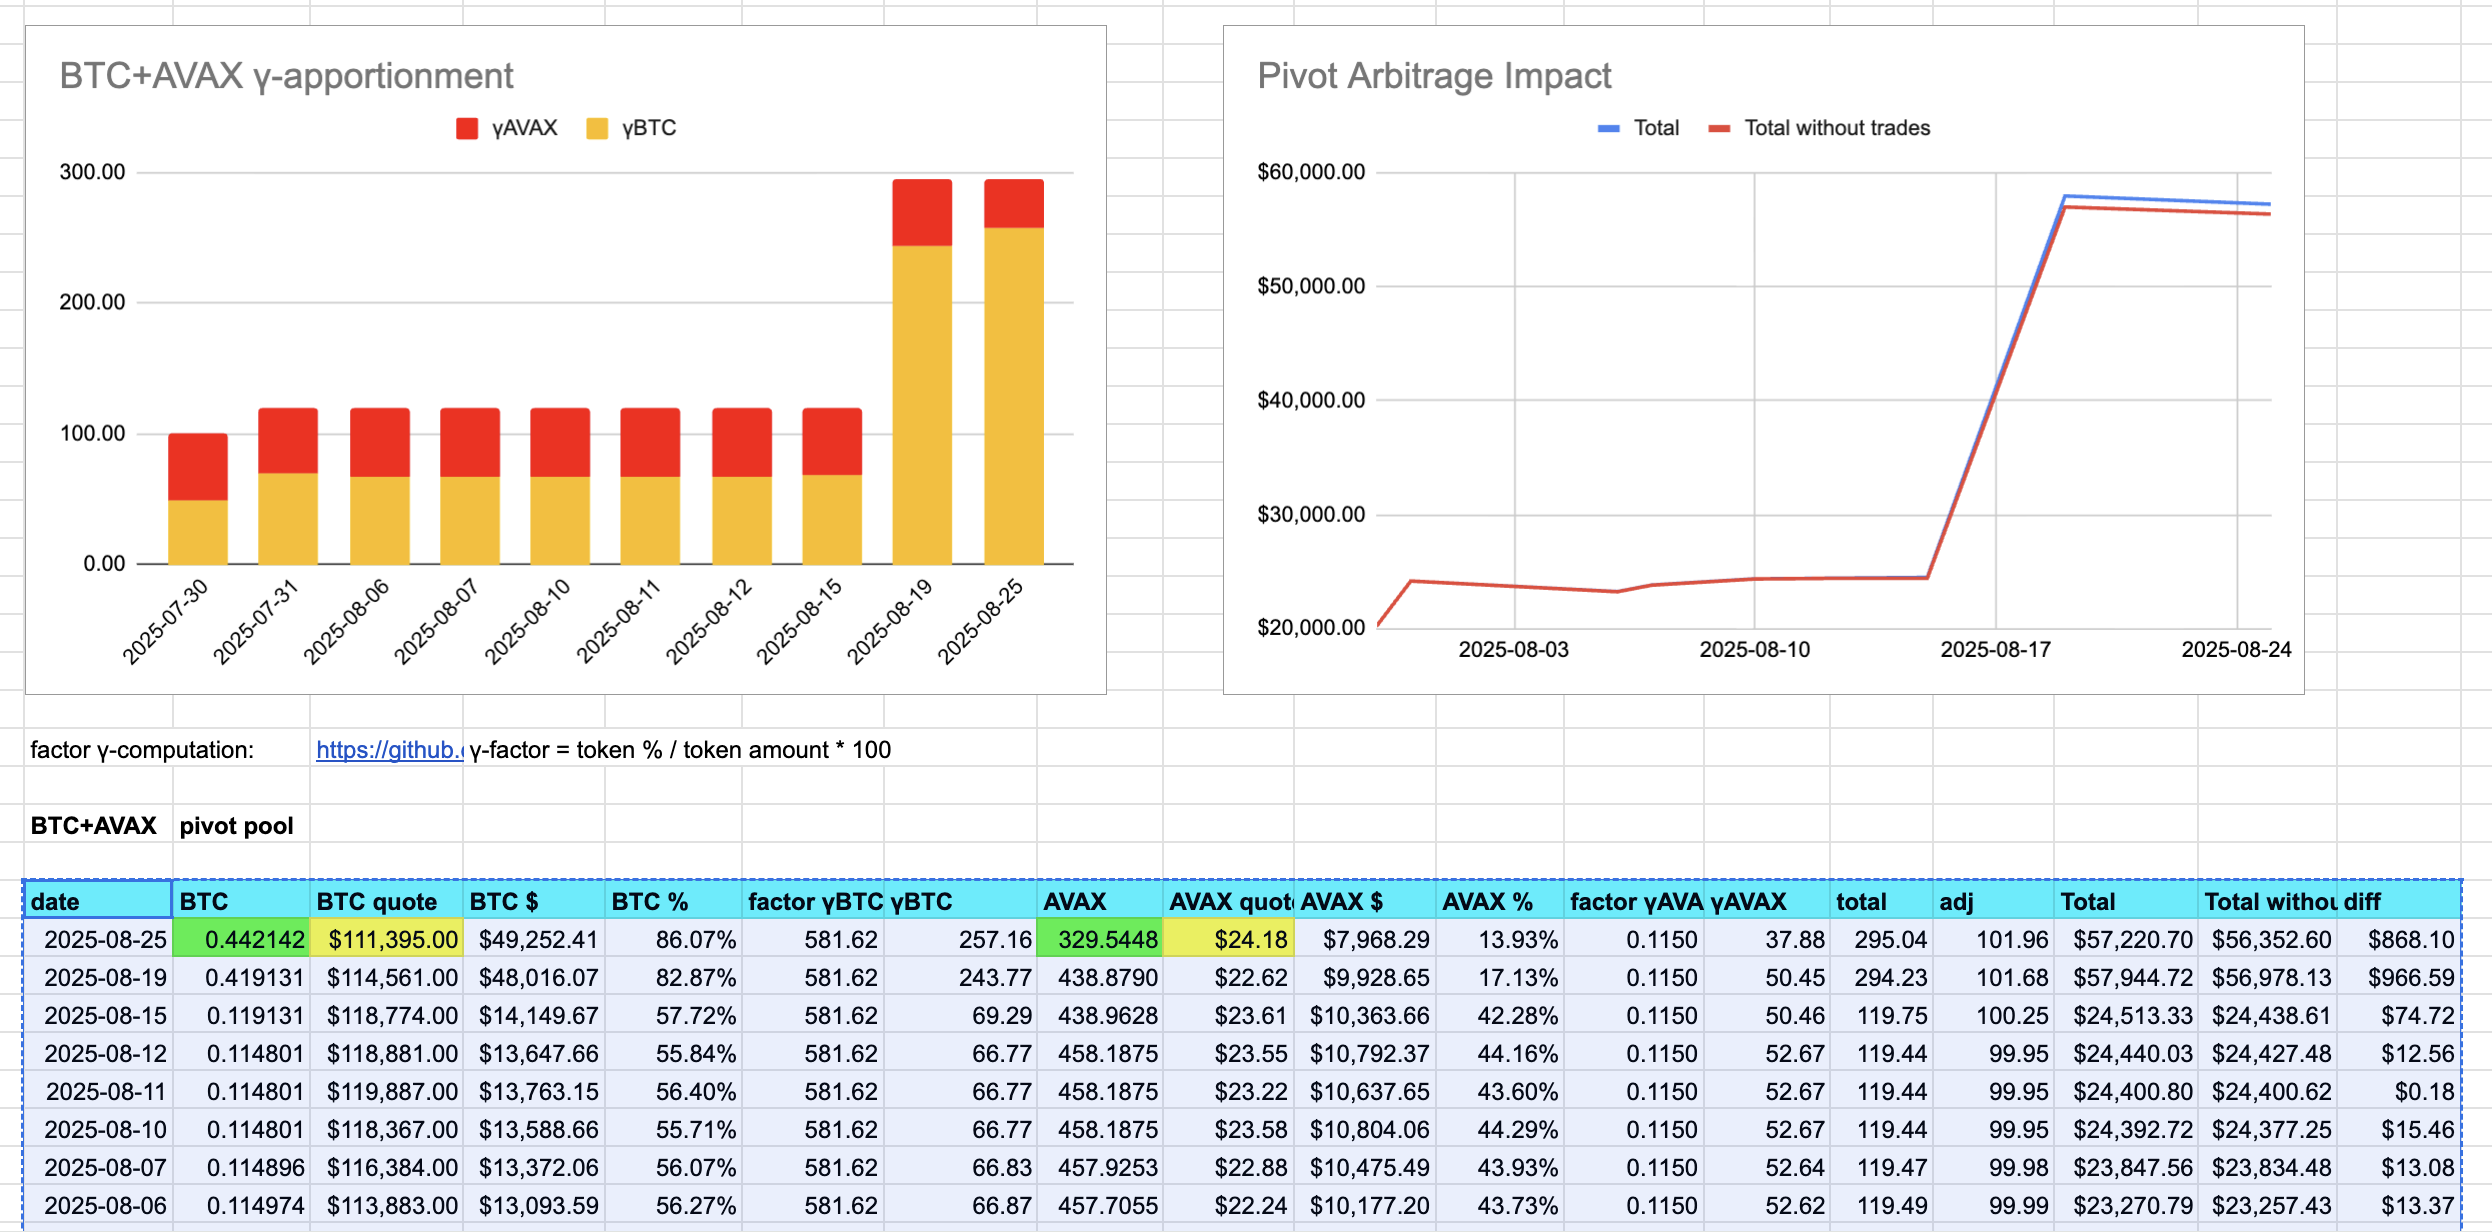 BTC+AVAX γ-apportionment
γAVAX γBTC
300.00
200.00
100.00
0.00
2025-07-30 2025-07-31 2025-08-06 2025-08-07 2025-08-10 2025-08-11 2025-08-12 2025-08-15 2025-08-19 2025-08-25
Pivot Arbitrage Impact
Total Total without trades
$60,000.00
$50,000.00
$40,000.00
$30,000.00
$20,000.00
2025-08-03 2025-08-10 2025-08-17 2025-08-24
factor γ-computation: https://github. γ-factor = token % / token amount * 100
BTC+AVAX pivot pool
date BTC BTC quote BTC $ BTC % factor γBTC γBTC AVAX AVAX quot AVAX $ AVAX % factor γAVA γAVAX total adj Total Total withou diff
2025-08-25 0.442142 $111,395.00 $49,252.41 86.07% 581.62 257.16 329.5448 $24.18 $7,968.29 13.93% 0.1150 37.88 295.04 101.96 $57,220.70 $56,352.60 $868.10
2025-08-19 0.419131 $114,561.00 $48,016.07 82.87% 581.62 243.77 438.8790 $22.62 $9,928.65 17.13% 0.1150 50.45 294.23 101.68 $57,944.72 $56,978.13 $966.59
2025-08-15 0.119131 $118,774.00 $14,149.67 57.72% 581.62 69.29 438.9628 $23.61 $10,363.66 42.28% 0.1150 50.46 119.75 100.25 $24,513.33 $24,438.61 $74.72
2025-08-12 0.114801 $118,881.00 $13,647.66 55.84% 581.62 66.77 458.1875 $23.55 $10,792.37 44.16% 0.1150 52.67 119.44 99.95 $24,440.03 $24,427.48 $12.56
2025-08-11 0.114801 $119,887.00 $13,763.15 56.40% 581.62 66.77 458.1875 $23.22 $10,637.65 43.60% 0.1150 52.67 119.44 99.95 $24,400.80 $24,400.62 $0.18
2025-08-10 0.114801 $118,367.00 $13,588.66 55.71% 581.62 66.77 458.1875 $23.58 $10,804.06 44.29% 0.1150 52.67 119.44 99.95 $24,392.72 $24,377.25 $15.46
2025-08-07 0.114896 $116,384.00 $13,372.06 56.07% 581.62 66.83 457.9253 $22.88 $10,475.49 43.93% 0.1150 52.64 119.47 99.98 $23,847.56 $23,834.48 $13.08
2025-08-06 0.114974 $113,883.00 $13,093.59 56.27% 581.62 66.87 457.7055 $22.24 $10,177.20 43.73% 0.1150 52.62 119.49 99.99 $23,270.79 $23,257.43 $13.37